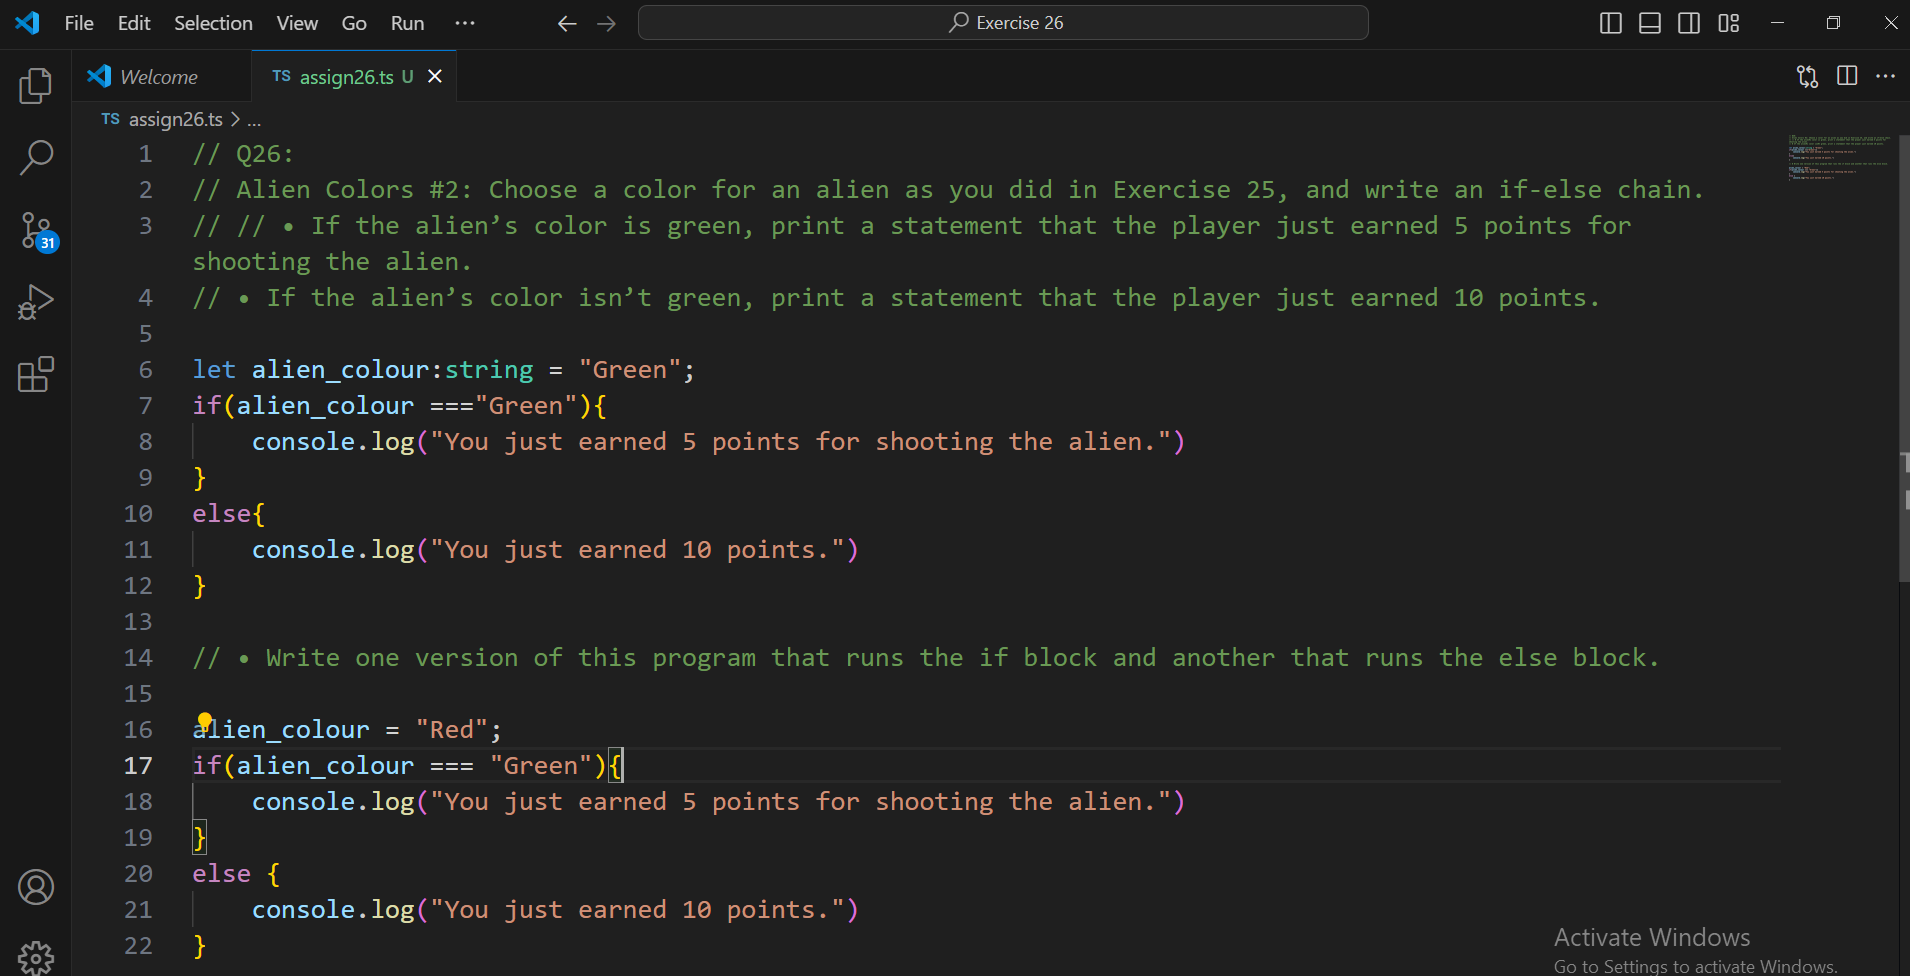 File Edit Selection View Go Run ··· Exercise 26
Welcome TS assign26.ts U
TS assign26.ts > ...
1 // Q26:
2 // Alien Colors #2: Choose a color for an alien as you did in Exercise 25, and write an if-else chain.
3 // // • If the alien’s color is green, print a statement that the player just earned 5 points for
shooting the alien.
4 // • If the alien’s color isn’t green, print a statement that the player just earned 10 points.
5
6 let alien_colour:string = "Green";
7 if(alien_colour ==="Green"){
8     console.log("You just earned 5 points for shooting the alien.")
9 }
10 else{
11     console.log("You just earned 10 points.")
12 }
13
14 // • Write one version of this program that runs the if block and another that runs the else block.
15
16 alien_colour = "Red";
17 if(alien_colour === "Green"){
18     console.log("You just earned 5 points for shooting the alien.")
19 }
20 else {
21     console.log("You just earned 10 points.")
22 }
31
Activate Windows
Go to Settings to activate Windows.